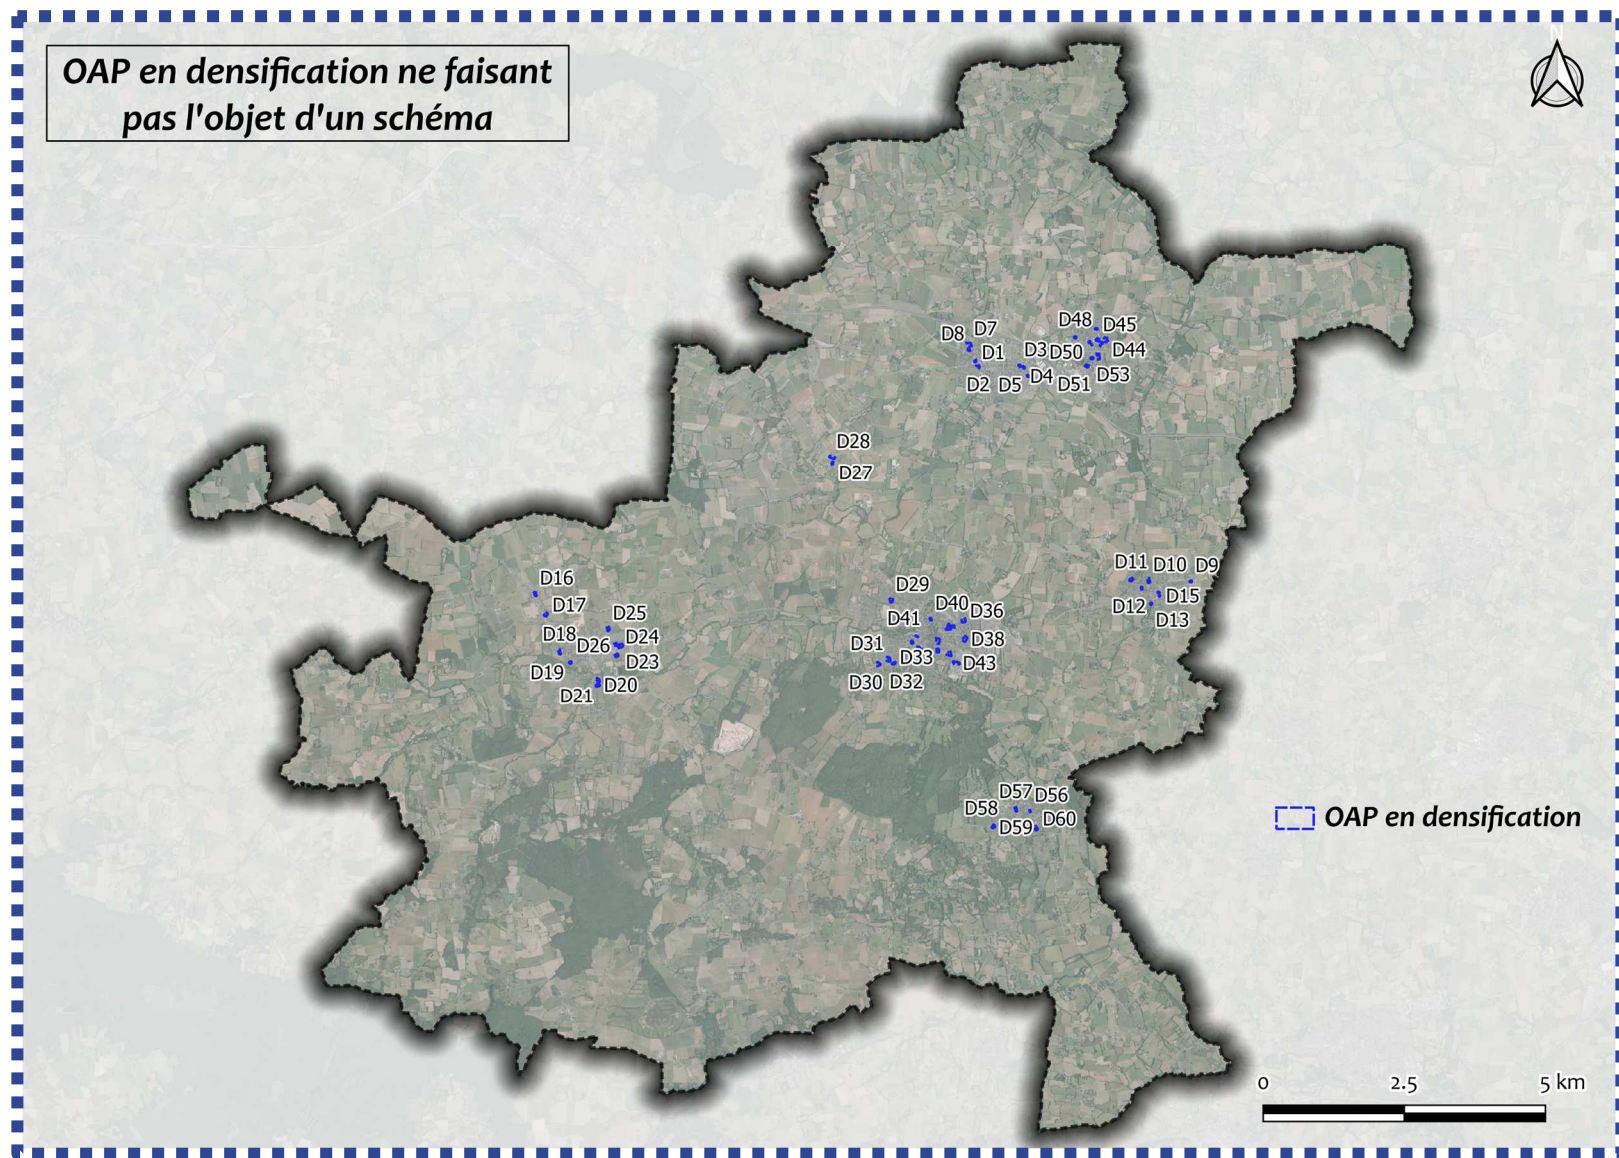 OAP en densification ne faisant
pas l'objet d'un schéma
N
D48
D45
D8
D7
D1
D3
D50
D44
D2
D5
D4
D51
D53
D28
D27
D11
D10
D9
D12
D15
D13
D16
D17
D25
D18
D26
D24
D23
D19
D21
D20
D29
D41
D40
D36
D31
D33
D38
D43
D30
D32
D57
D56
D58
D59
D60
OAP en densification
0 2.5 5 km